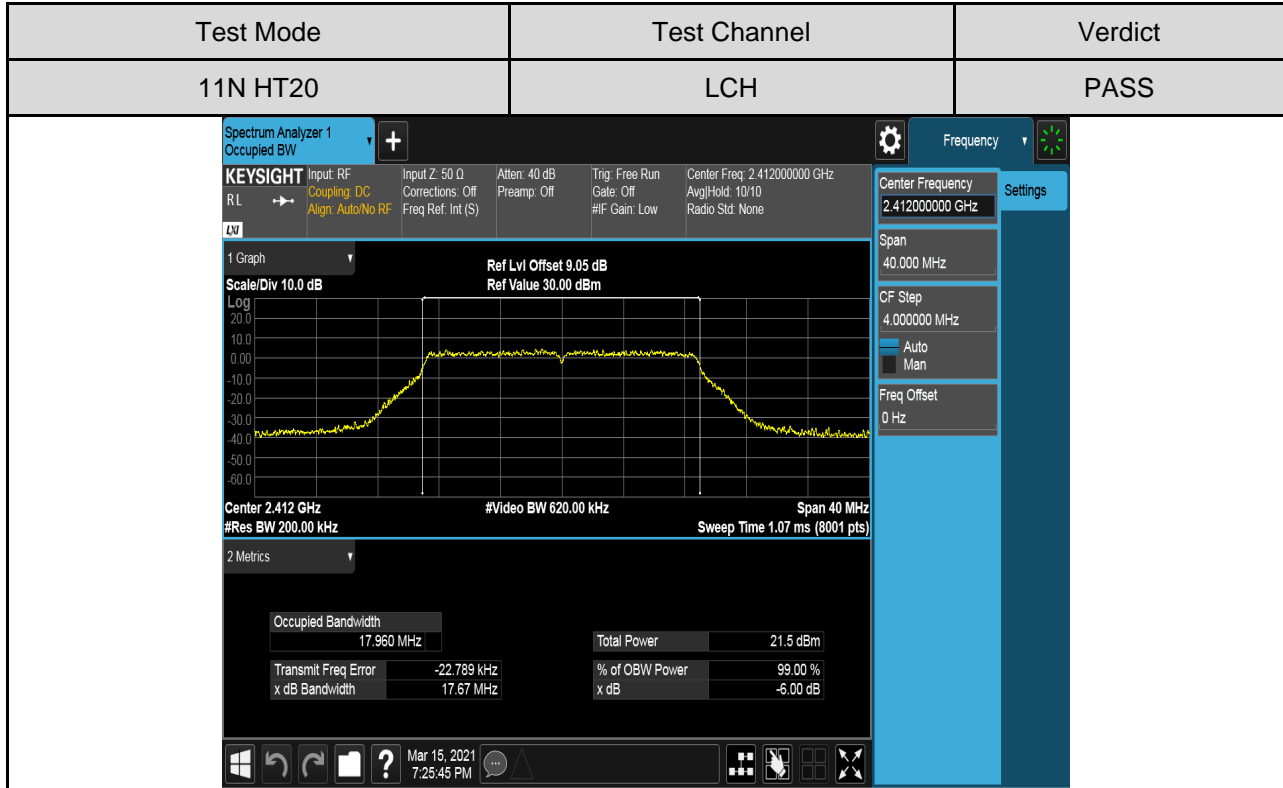 Test Mode Test Channel Verdict
11N HT20 LCH PASS
Spectrum Analyzer 1
Occupied BW
Frequency
KEYSIGHT
RL
LXI
Input: RF
Coupling: DC
Align: Auto/No RF
Input Z: 50 Ω
Corrections: Off
Freq Ref: Int (S)
Atten: 40 dB
Preamp: Off
Trig: Free Run
Gate: Off
#IF Gain: Low
Center Freq: 2.412000000 GHz
Avg|Hold: 10/10
Radio Std: None
Center Frequency
2.412000000 GHz
Settings
Span
40.000 MHz
CF Step
4.000000 MHz
Auto
Man
Freq Offset
0 Hz
1 Graph
Scale/Div 10.0 dB
Ref Lvl Offset 9.05 dB
Ref Value 30.00 dBm
Log
20.0
10.0
0.00
-10.0
-20.0
-30.0
-40.0
-50.0
-60.0
Center 2.412 GHz #Video BW 620.00 kHz Span 40 MHz
#Res BW 200.00 kHz Sweep Time 1.07 ms (8001 pts)
2 Metrics
Occupied Bandwidth
17.960 MHz
Total Power 21.5 dBm
Transmit Freq Error -22.789 kHz % of OBW Power 99.00 %
x dB Bandwidth 17.67 MHz x dB -6.00 dB
?
Mar 15, 2021
7:25:45 PM